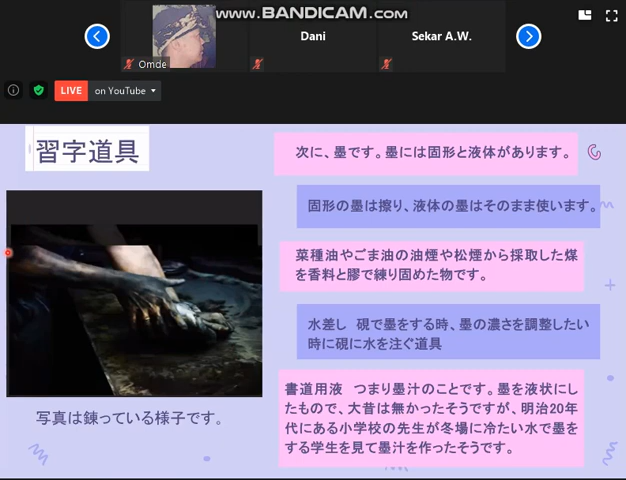 www.BANDICAM.com
Omde
Dani
Sekar A.W.
LIVE on YouTube
習字道具
次に、墨です。墨には固形と液体があります。
固形の墨は擦り、液体の墨はそのまま使います。
菜種油やごま油の油煙や松煙から採取した煤
を香料と膠で練り固めた物です。
水差し 硯で墨をする時、墨の濃さを調整したい
時に硯に水を注ぐ道具
書道用液 つまり墨汁のことです。墨を液状にし
たもので、大昔は無かったそうですが、明治20年
代にある小学校の先生が冬場に冷たい水で墨を
する学生を見て墨汁を作ったそうです。
写真は錬っている様子です。